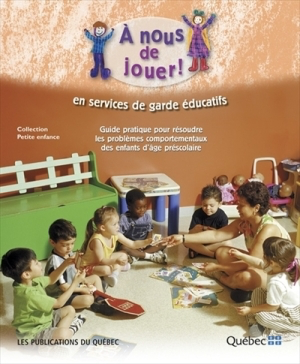 À nous
de
jouer!
en services de garde éducatifs
Collection
Petite enfance
Guide pratique pour résoudre
les problèmes comportementaux
des enfants d'âge préscolaire
LES PUBLICATIONS DU QUÉBEC
Québec